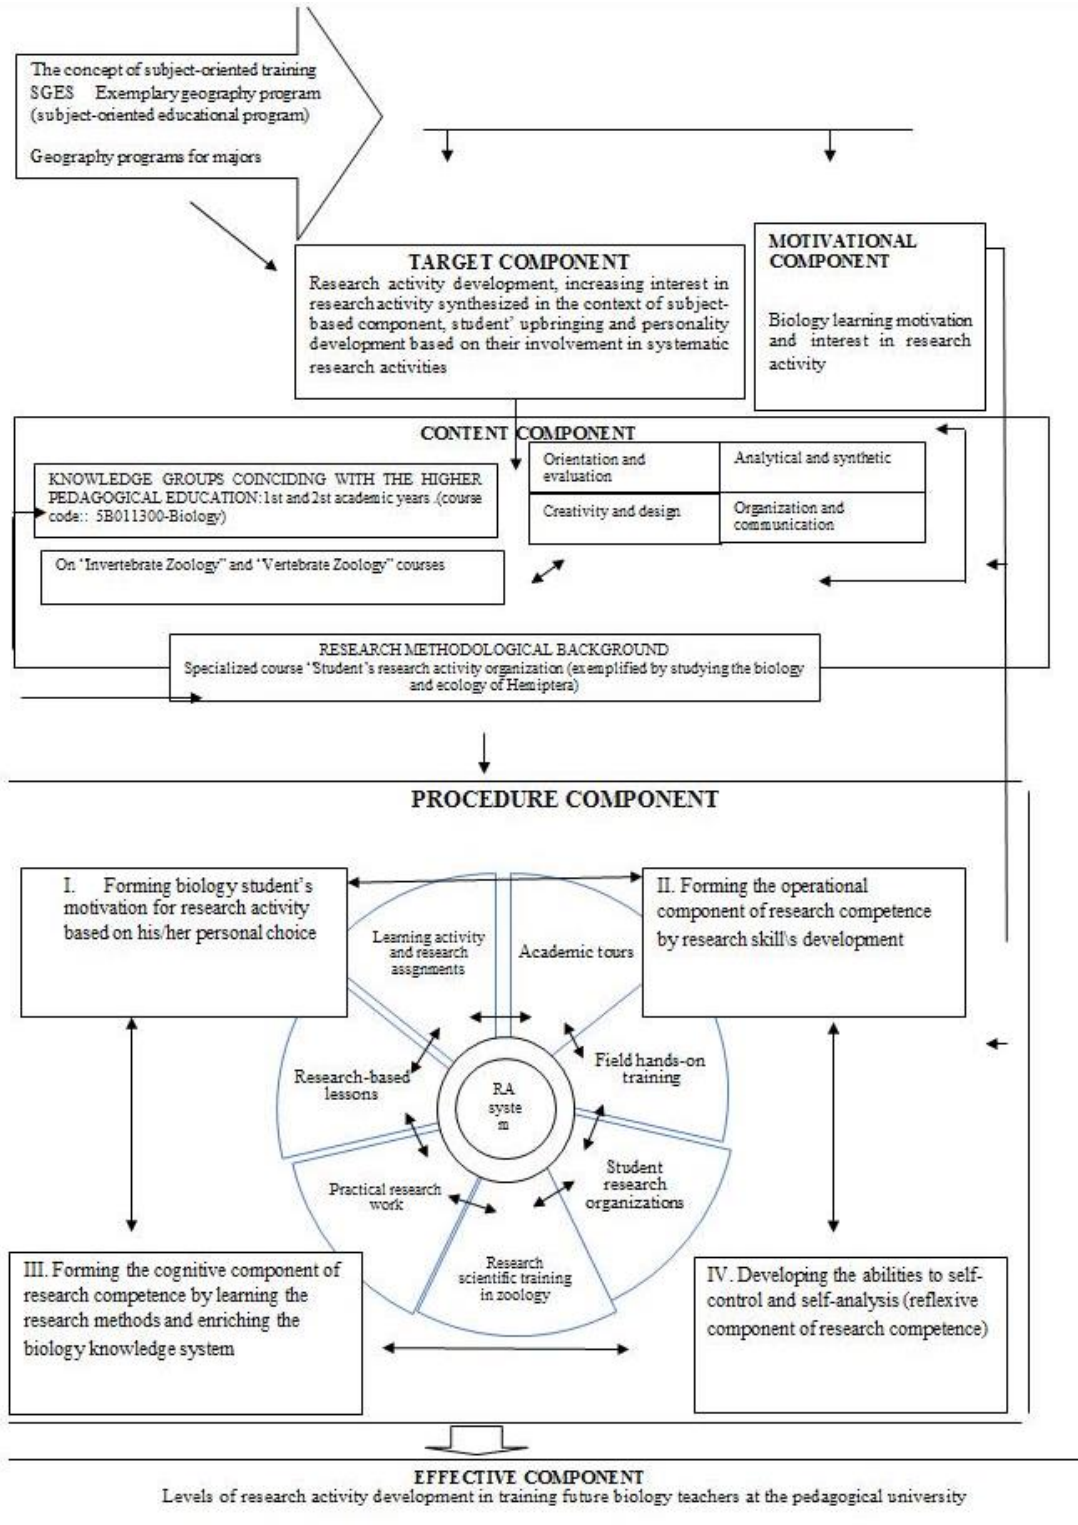 The concept of subject-oriented training
SGES Exemplary geography program
(subject-oriented educational program)
Geography programs for majors
TARGET COMPONENT
Research activity development, increasing interest in
research activity synthesized in the context of subject-
based component, student' upbringing and personality
development based on their involvement in systematic
research activities
MOTIVATIONAL
COMPONENT
Biology learning motivation
and interest in research
activity
CONTENT COMPONENT
KNOWLEDGE GROUPS COINCIDING WITH THE HIGHER
PEDAGOGICAL EDUCATION: 1st and 2st academic years .(course
code:: 5B011300-Biology)
On "Invertebrate Zoology" and "Vertebrate Zoology" courses
Orientation and
evaluation
Analytical and synthetic
Creativity and design
Organization and
communication
RESEARCH METHODOLOGICAL BACKGROUND
Specialized course "Student's research activity organization (exemplified by studying the biology
and ecology of Hemiptera)
PROCEDURE COMPONENT
I. Forming biology student's
motivation for research activity
based on his/her personal choice
II. Forming the operational
component of research competence
by research skill\s development
Learning activity
and research
assgnments
Academic tours
Research-based
lessons
Field hands-on
training
RA
syste
m
Practical research
work
Student
research
organizations
Research
scientific training
in zoology
III. Forming the cognitive component of
research competence by learning the
research methods and enriching the
biology knowledge system
IV. Developing the abilities to self-
control and self-analysis (reflexive
component of research competence)
EFFECTIVE COMPONENT
Levels of research activity development in training future biology teachers at the pedagogical university